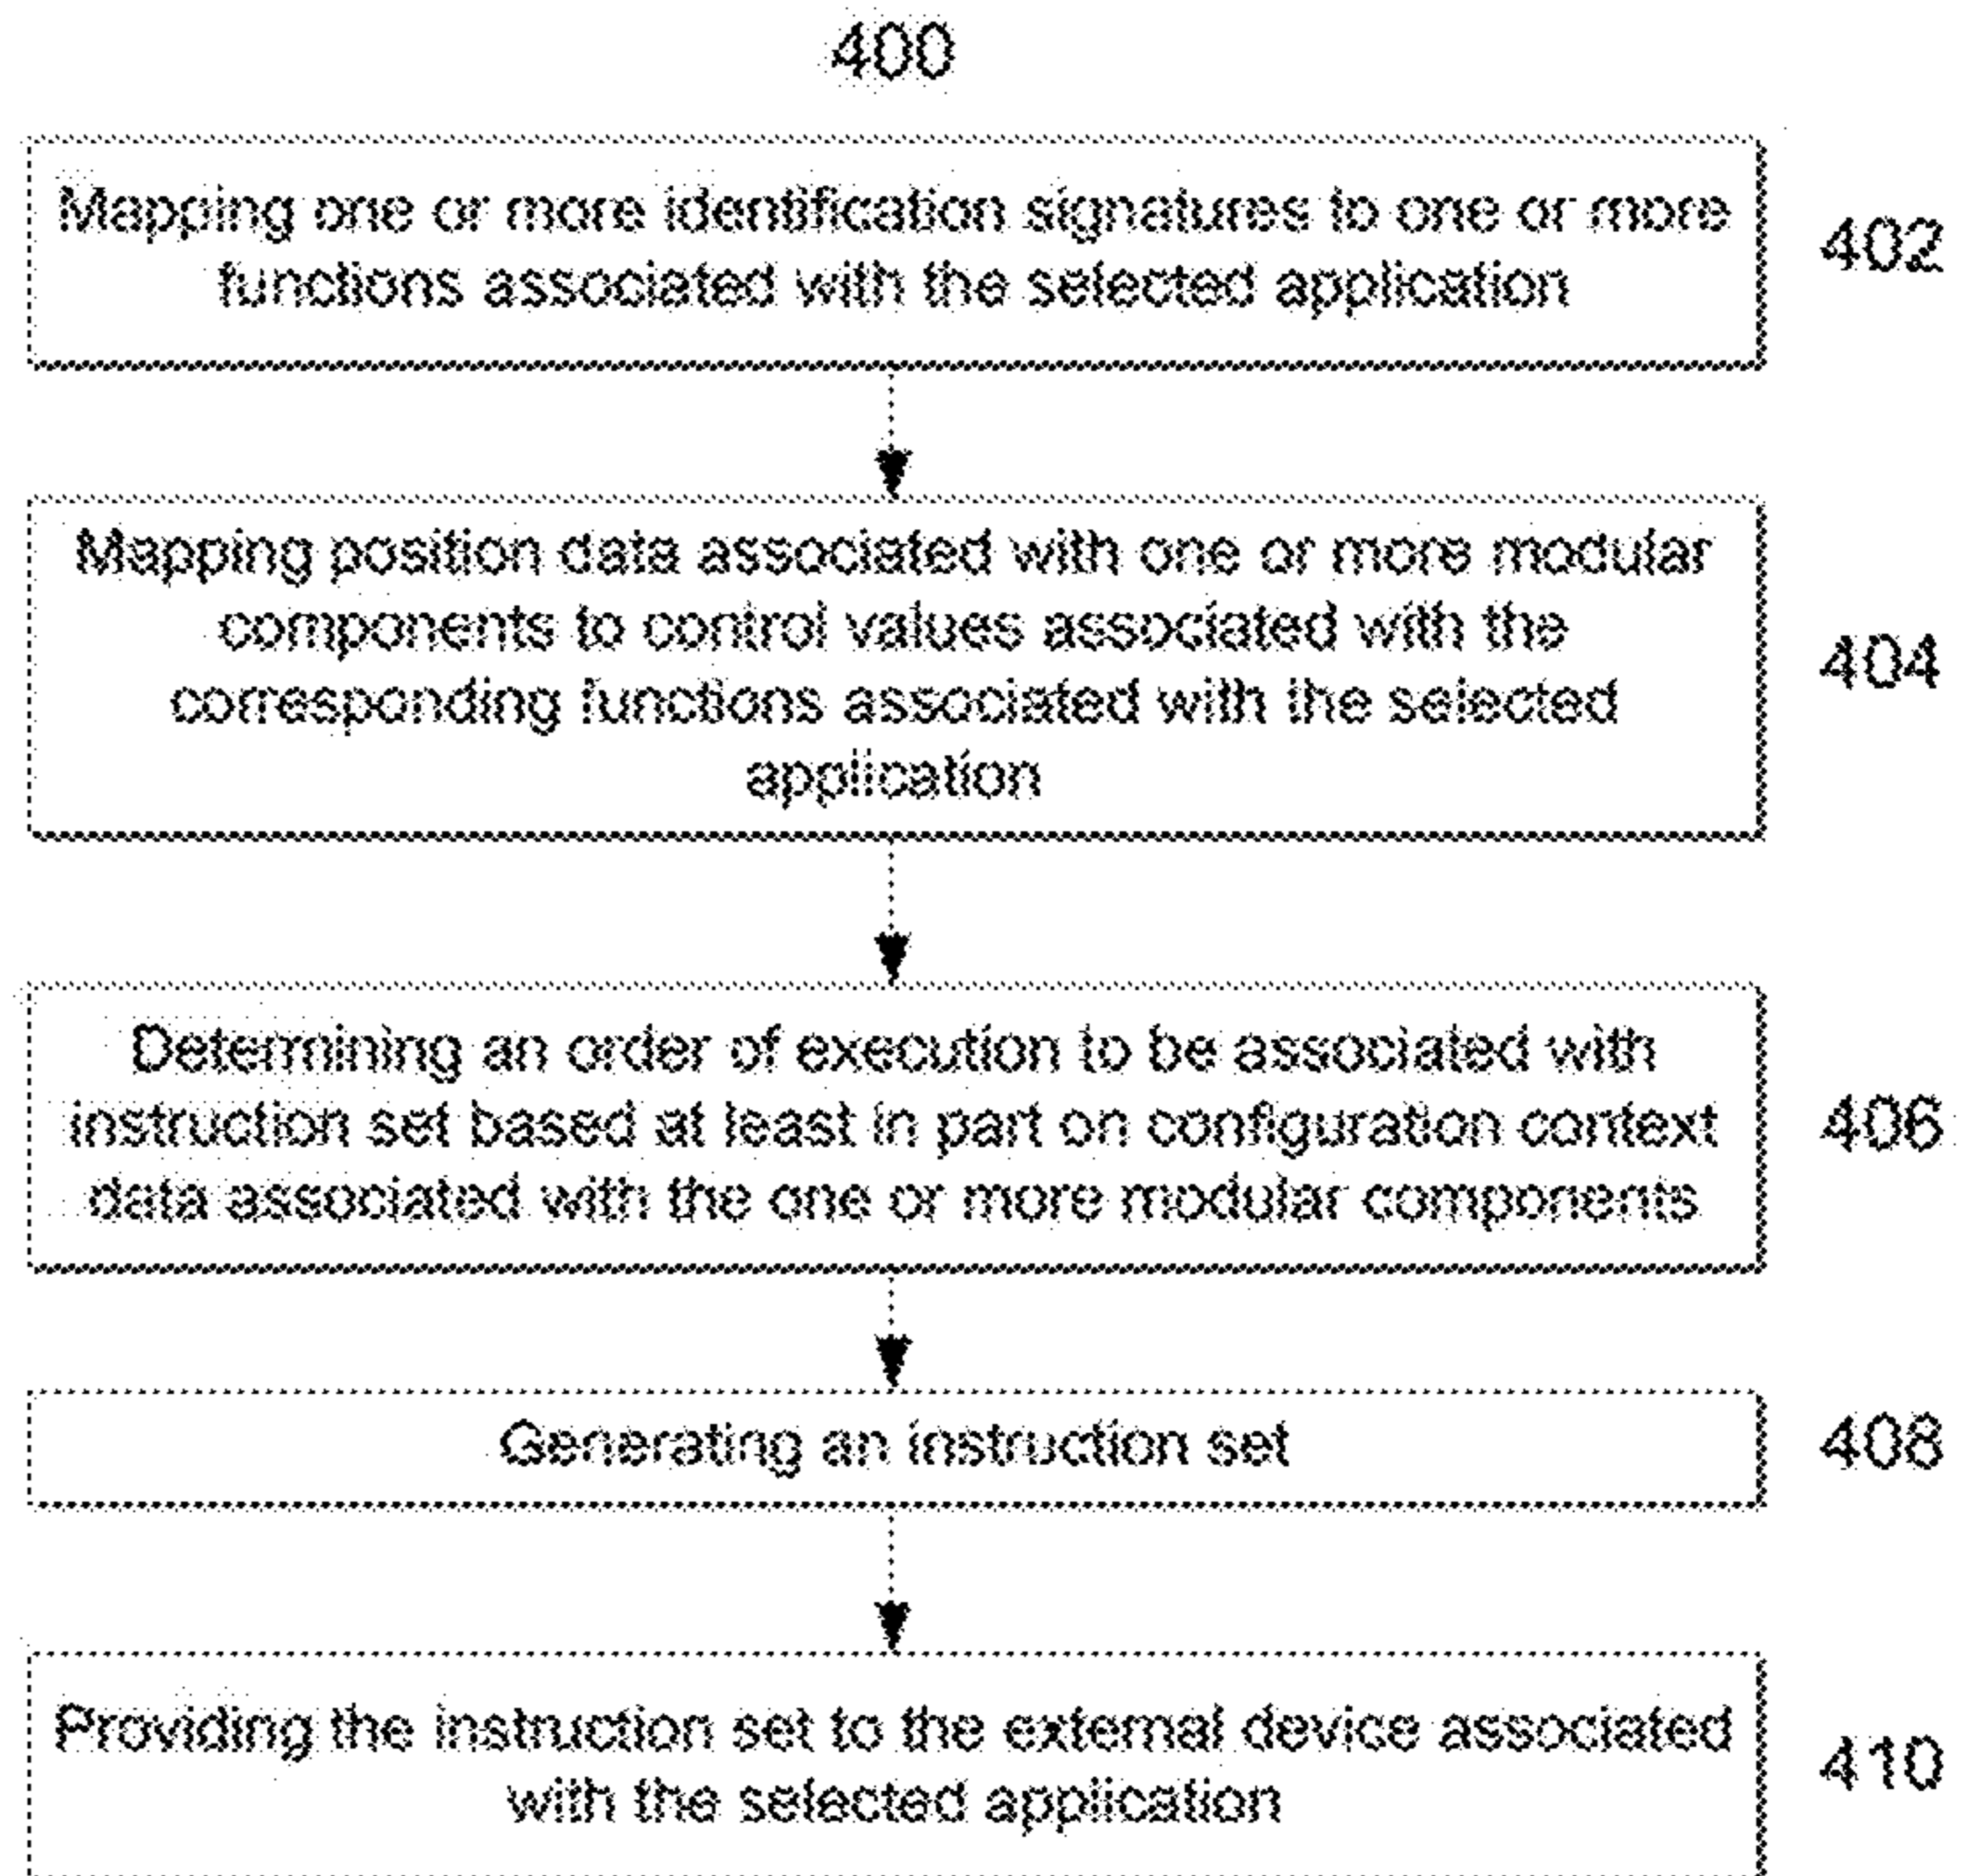 400
Mapping one or more identification signatures to one or more
functions associated with the selected application
402
Mapping position data associated with one or more modular
components to control values associated with the
corresponding functions associated with the selected
application
404
Determining an order of execution to be associated with
instruction set based at least in part on configuration context
data associated with the one or more modular components
406
Generating an instruction set
408
Providing the instruction set to the external device associated
with the selected application
410